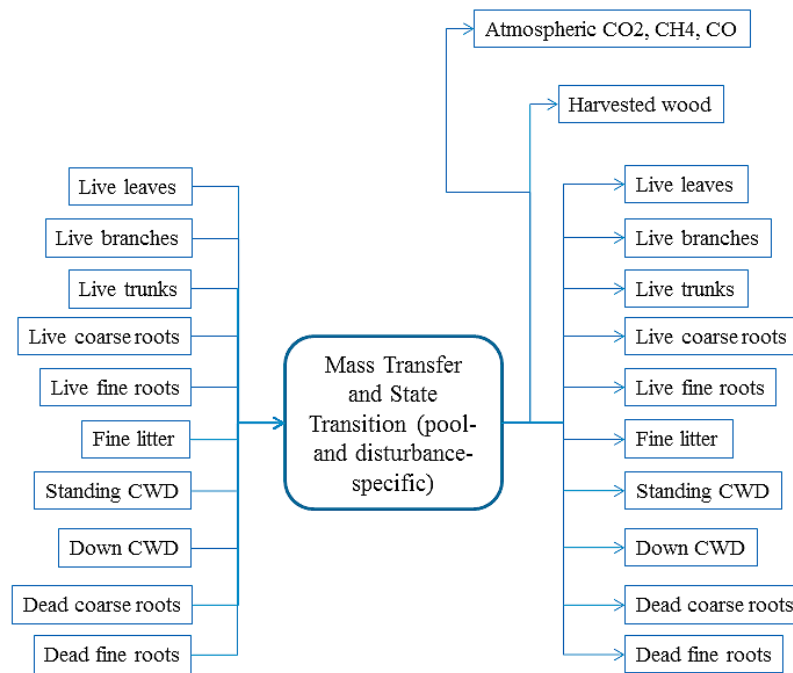 Atmospheric CO2, CH4, CO
Harvested wood
Live leaves
Live branches
Live trunks
Live coarse roots
Live fine roots
Fine litter
Standing CWD
Down CWD
Dead coarse roots
Dead fine roots
Mass Transfer
and State
Transition (pool-
and disturbance-
specific)
Live leaves
Live branches
Live trunks
Live coarse roots
Live fine roots
Fine litter
Standing CWD
Down CWD
Dead coarse roots
Dead fine roots